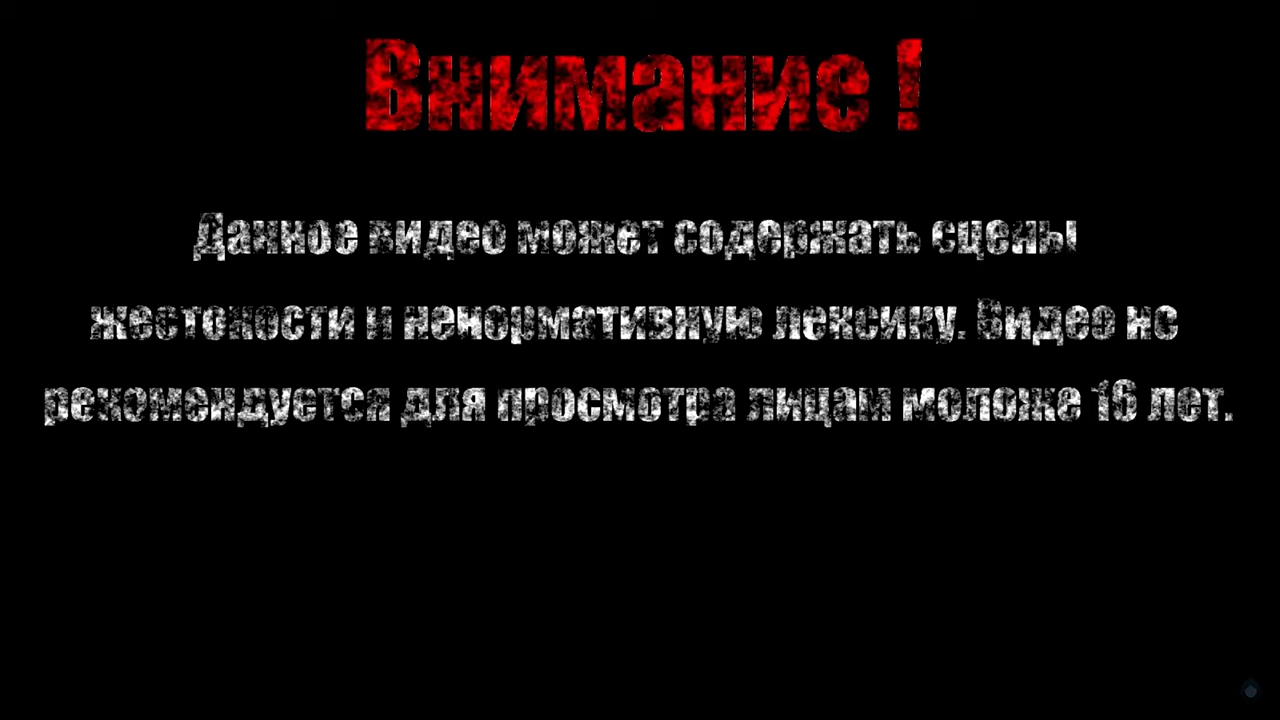 Внимание !
Данное видео может содержать сцены
жестокости и ненормативную лексику. Видео не
рекомендуется для просмотра лицам моложе 16 лет.